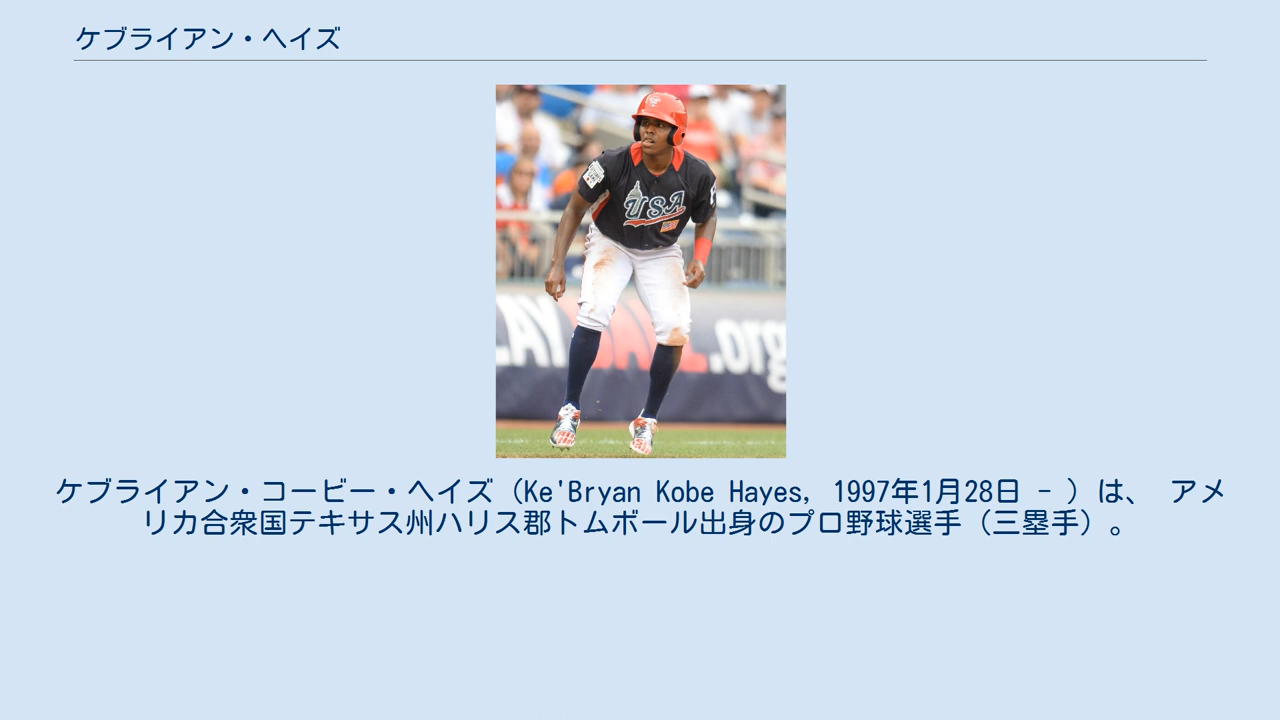 ケブライアン・ヘイズ
USA
LAY BALL.org
ケブライアン・コービー・ヘイズ（Ke'Bryan Kobe Hayes, 1997年1月28日 - ）は、 アメ
リカ合衆国テキサス州ハリス郡トムボール出身のプロ野球選手（三塁手）。